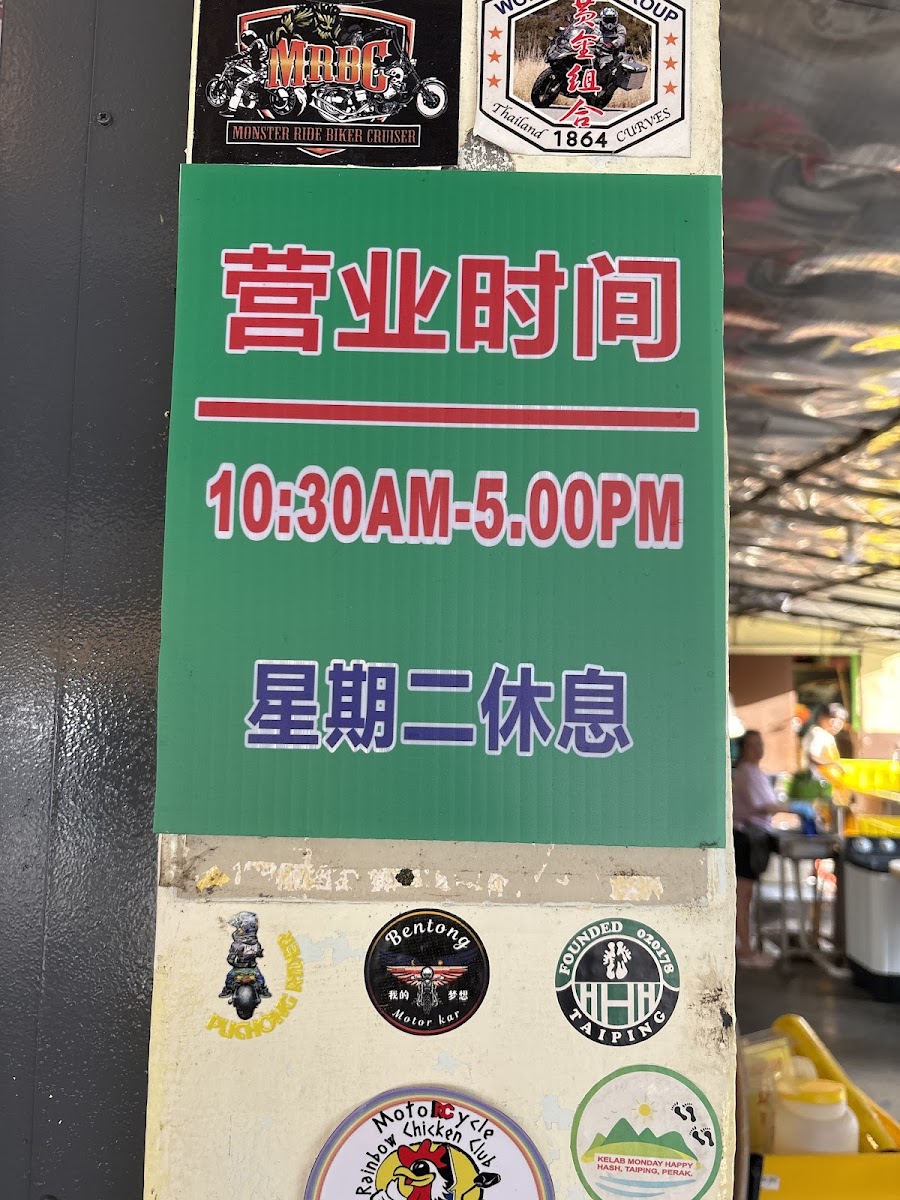 MRBC
MONSTER RIDE BIKER CRUISER
黄金组合
Thailand 1864 CURVES
营业时间
10:30AM-5.00PM
星期二休息
PUCHONG RIDER
Bentong
我的 梦想
Motor kar
FOUNDED 020178
HHH
TAIPING
MotoRCycle
Rainbow Chicken Club
KELAB MONDAY HAPPY
HASH, TAIPING, PERAK.